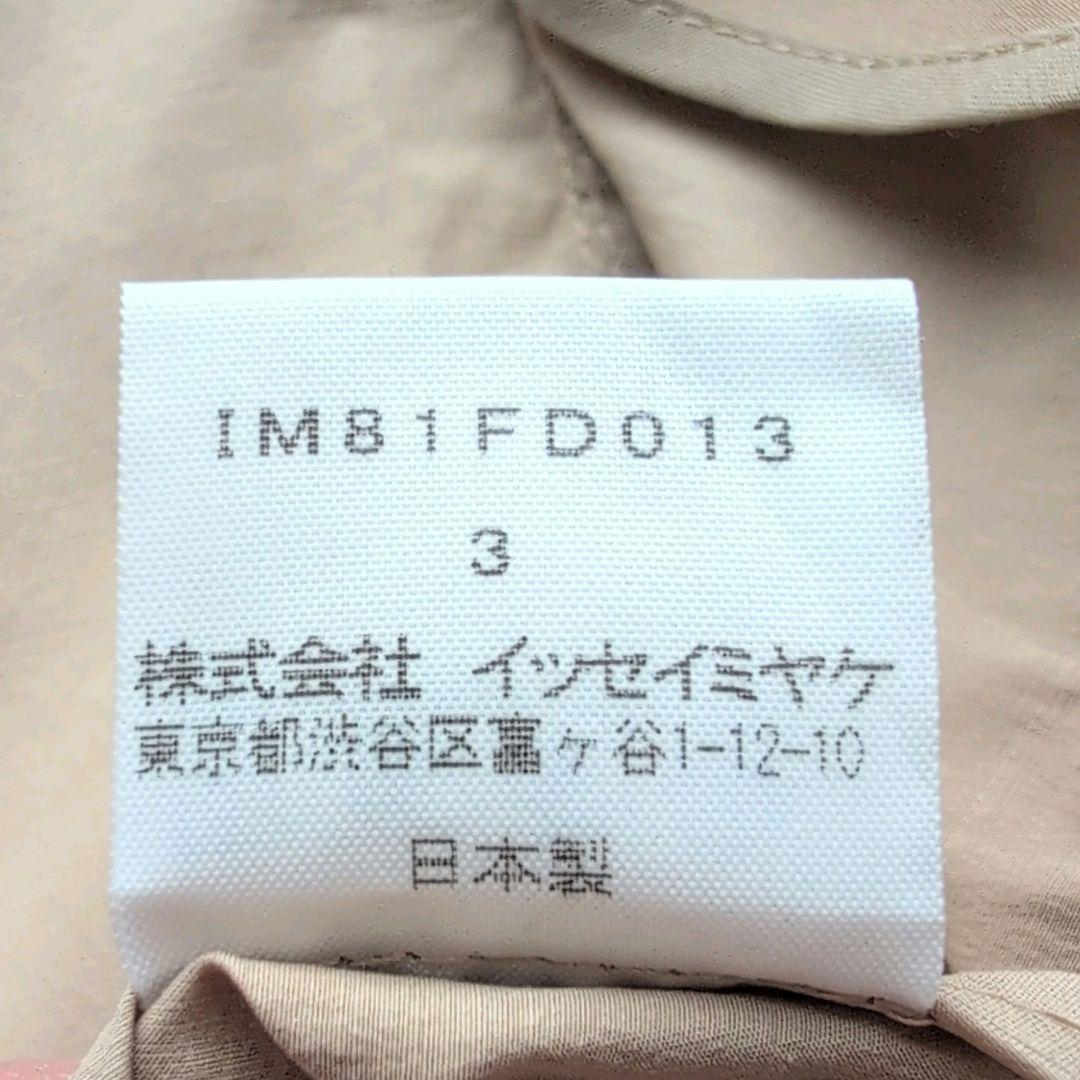 IM81FD013
3
株式会社 イッセイミヤケ
東京都渋谷区富ヶ谷1-12-10
日本製